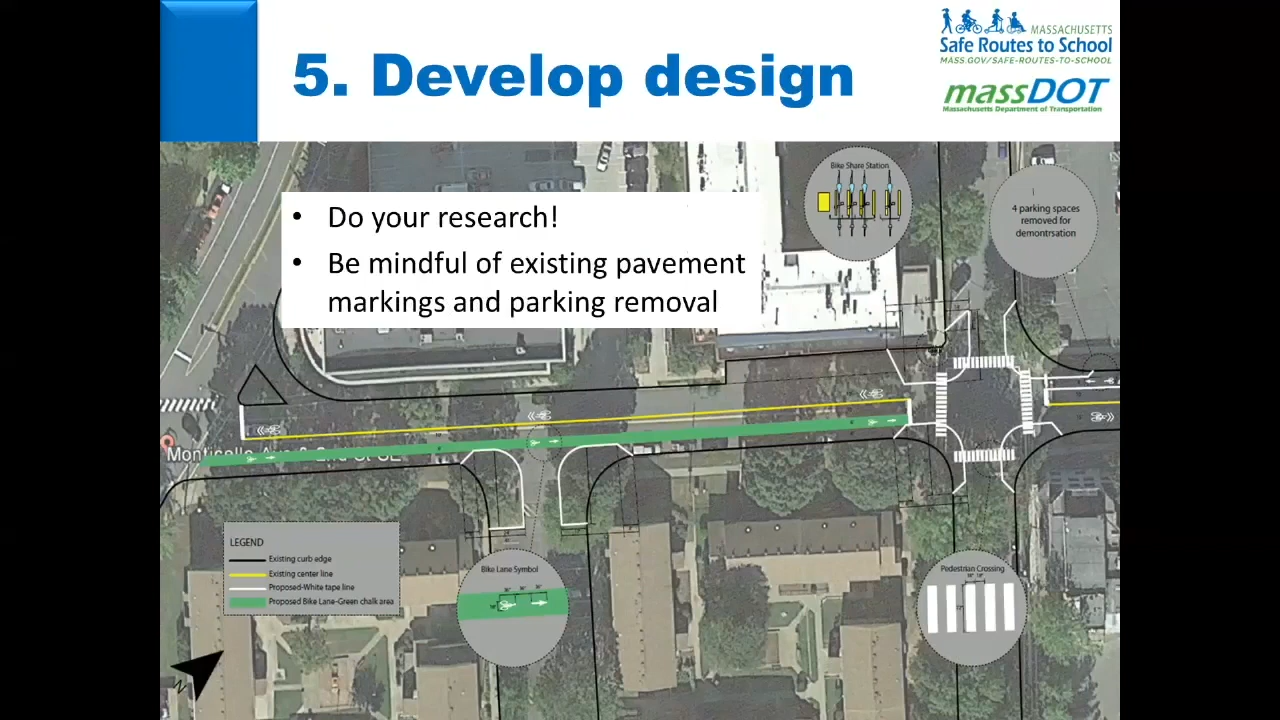 5. Develop design
MASSACHUSETTS
Safe Routes to School
MASS.GOV/SAFE-ROUTES-TO-SCHOOL
massDOT
Massachusetts Department of Transportation
• Do your research!
• Be mindful of existing pavement
markings and parking removal
Bike Share Station
4 parking spaces
removed for
demontrsation
LEGEND
Existing curb edge
Existing center line
Proposed-White tape line
Proposed Bike Lane-Green chalk area
Bike Lane Symbol
Pedestrian Crossing
N